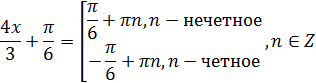 4x/3 + π/6 = [ π/6 + πn, n − нечетное
−π/6 + πn, n − четное , n ∈ Z